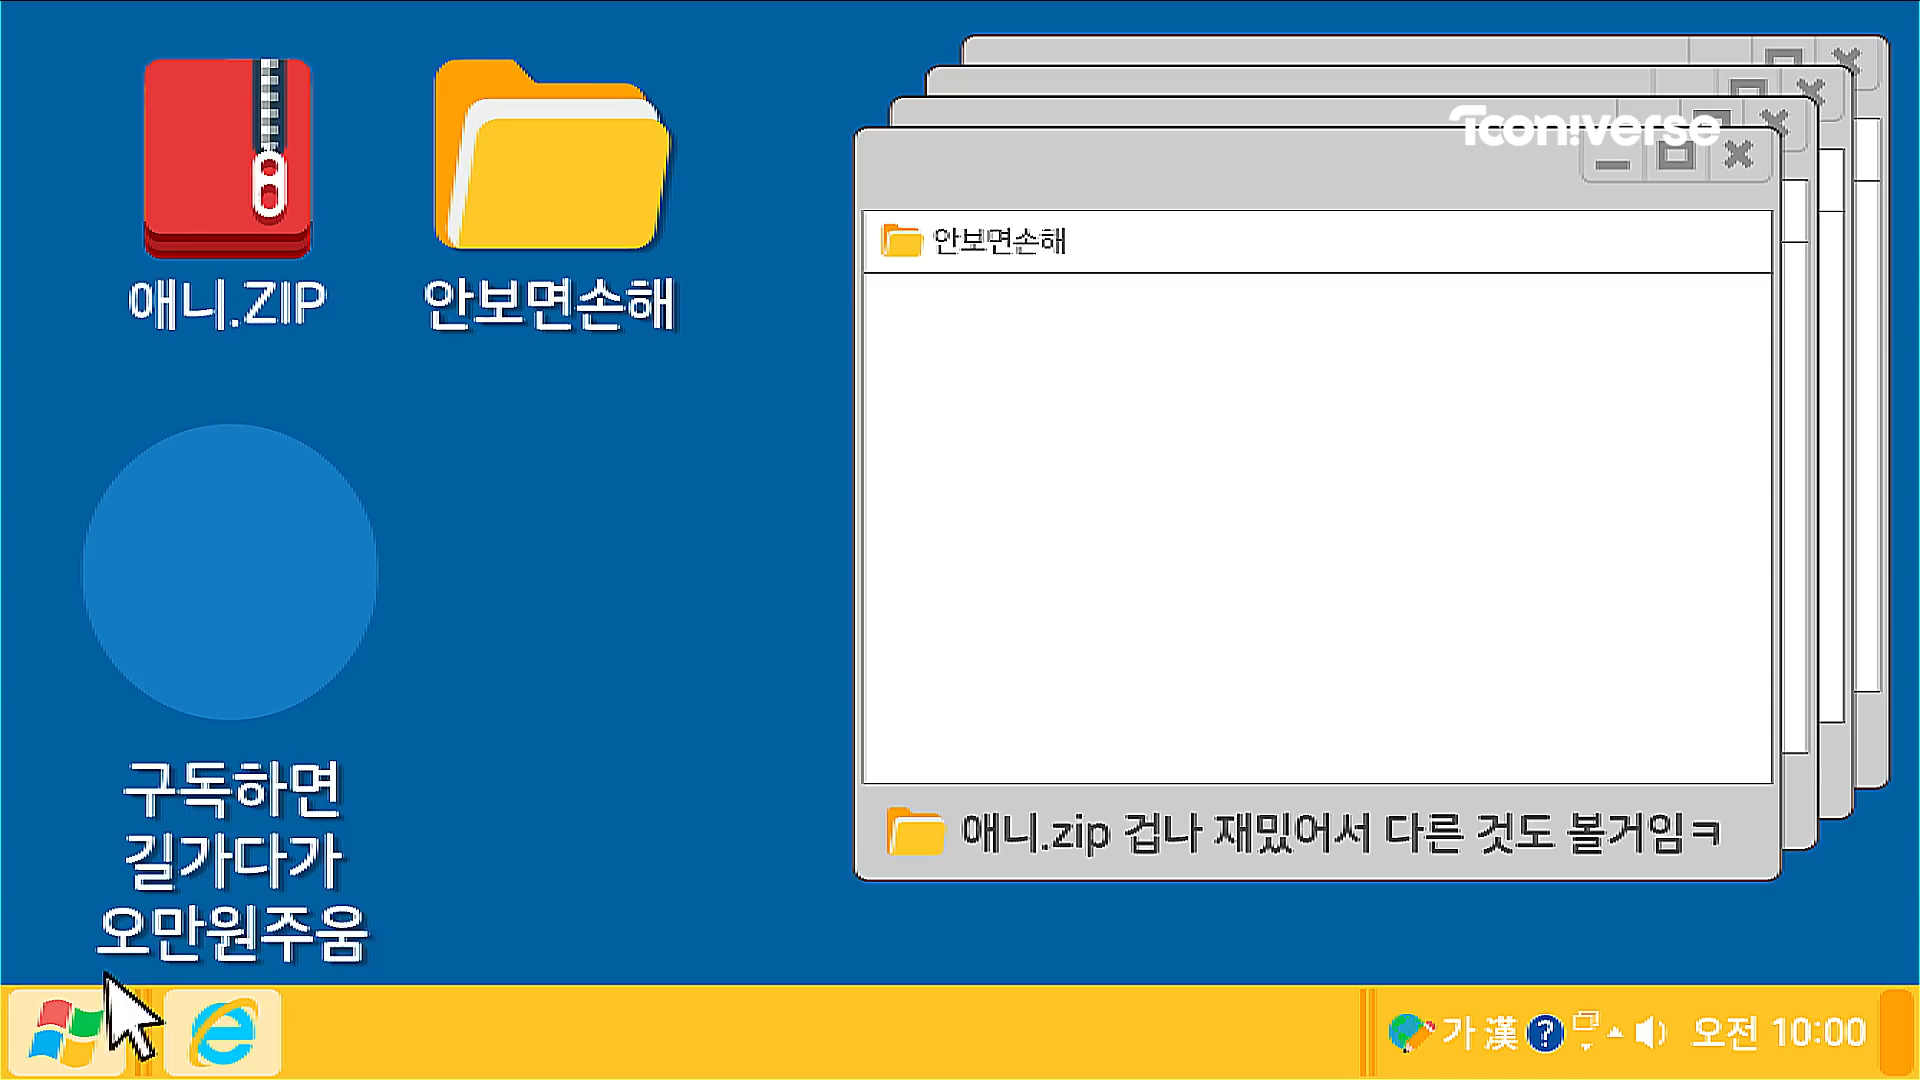 애니.ZIP
안보면손해
구독하면
길가다가
오만원주움
iconiverse
안보면손해
애니.zip 겁나 재밌어서 다른 것도 볼거임ㅋ
가 漢 ? 오전 10:00